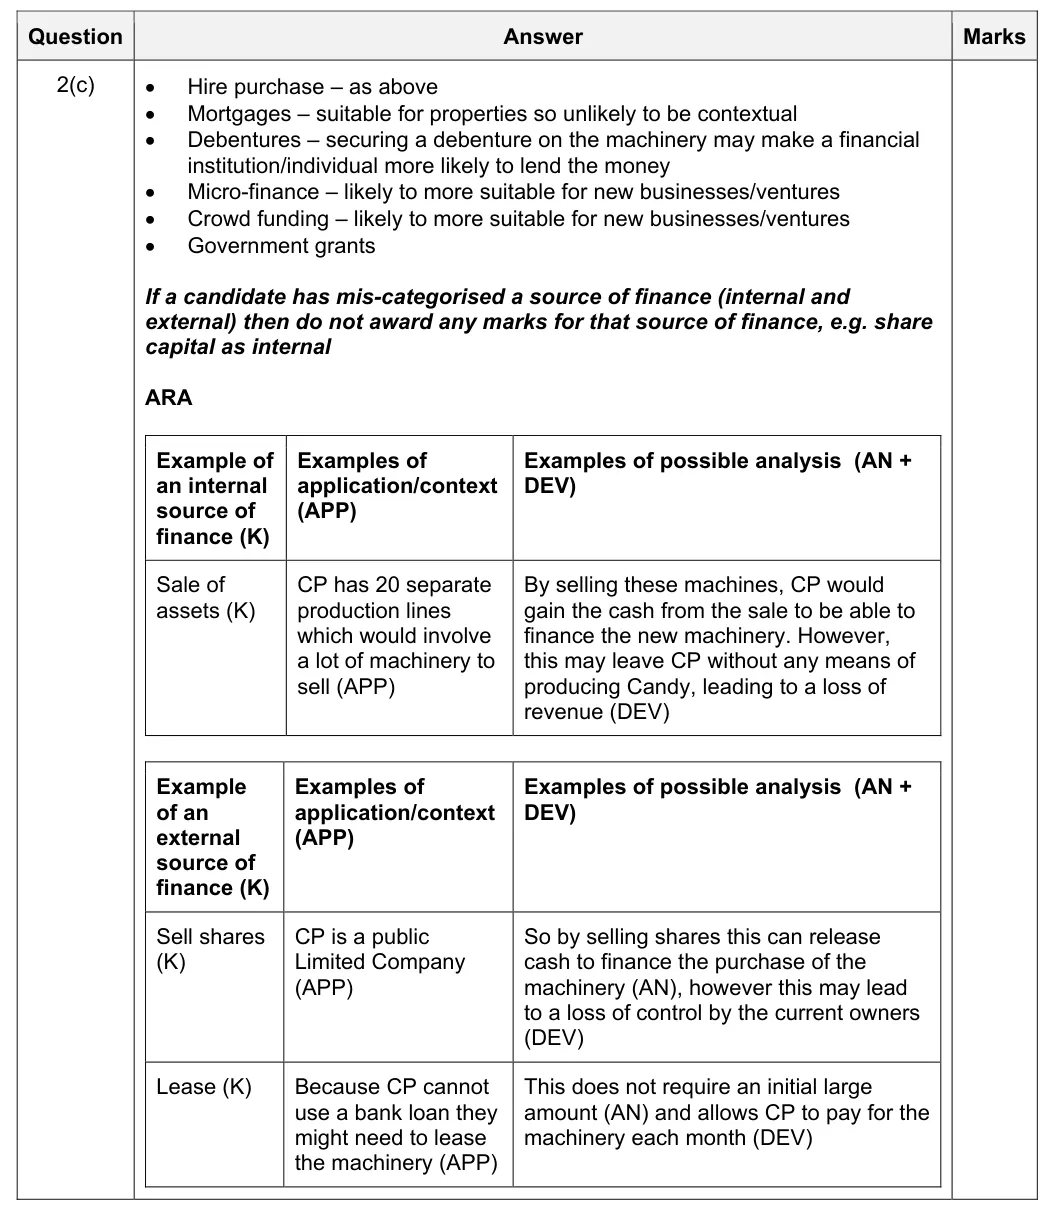 Question Answer Marks
2(c)
• Hire purchase – as above
• Mortgages – suitable for properties so unlikely to be contextual
• Debentures – securing a debenture on the machinery may make a financial
institution/individual more likely to lend the money
• Micro-finance – likely to more suitable for new businesses/ventures
• Crowd funding – likely to more suitable for new businesses/ventures
• Government grants
If a candidate has mis-categorised a source of finance (internal and
external) then do not award any marks for that source of finance, e.g. share
capital as internal
ARA
Example of
an internal
source of
finance (K)
Examples of
application/context
(APP)
Examples of possible analysis (AN +
DEV)
Sale of
assets (K)
CP has 20 separate
production lines
which would involve
a lot of machinery to
sell (APP)
By selling these machines, CP would
gain the cash from the sale to be able to
finance the new machinery. However,
this may leave CP without any means of
producing Candy, leading to a loss of
revenue (DEV)
Example
of an
external
source of
finance (K)
Examples of
application/context
(APP)
Examples of possible analysis (AN +
DEV)
Sell shares
(K)
CP is a public
Limited Company
(APP)
So by selling shares this can release
cash to finance the purchase of the
machinery (AN), however this may lead
to a loss of control by the current owners
(DEV)
Lease (K)
Because CP cannot
use a bank loan they
might need to lease
the machinery (APP)
This does not require an initial large
amount (AN) and allows CP to pay for the
machinery each month (DEV)